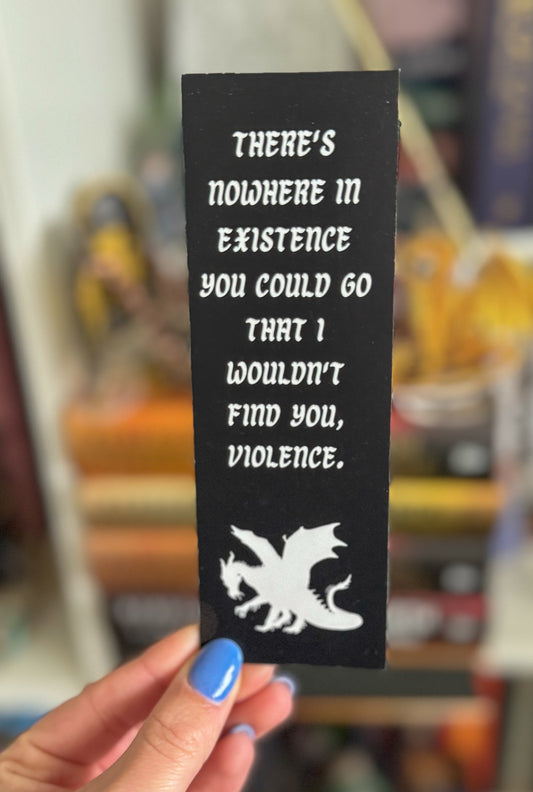 THERE'S
NOWHERE IN
EXISTENCE
YOU COULD GO
THAT I
WOULDN'T
FIND YOU,
VIOLENCE.